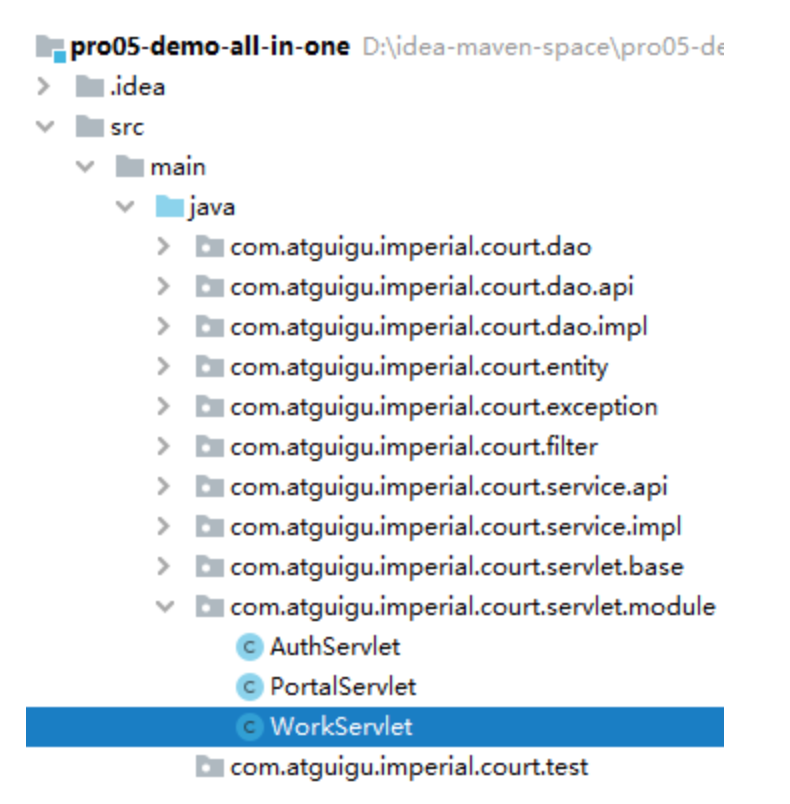 pro05-demo-all-in-one D:\idea-maven-space\pro05-de
.idea
src
main
java
com.atguigu.imperial.court.dao
com.atguigu.imperial.court.dao.api
com.atguigu.imperial.court.dao.impl
com.atguigu.imperial.court.entity
com.atguigu.imperial.court.exception
com.atguigu.imperial.court.filter
com.atguigu.imperial.court.service.api
com.atguigu.imperial.court.service.impl
com.atguigu.imperial.court.servlet.base
com.atguigu.imperial.court.servlet.module
C AuthServlet
C PortalServlet
C WorkServlet
com.atguigu.imperial.court.test